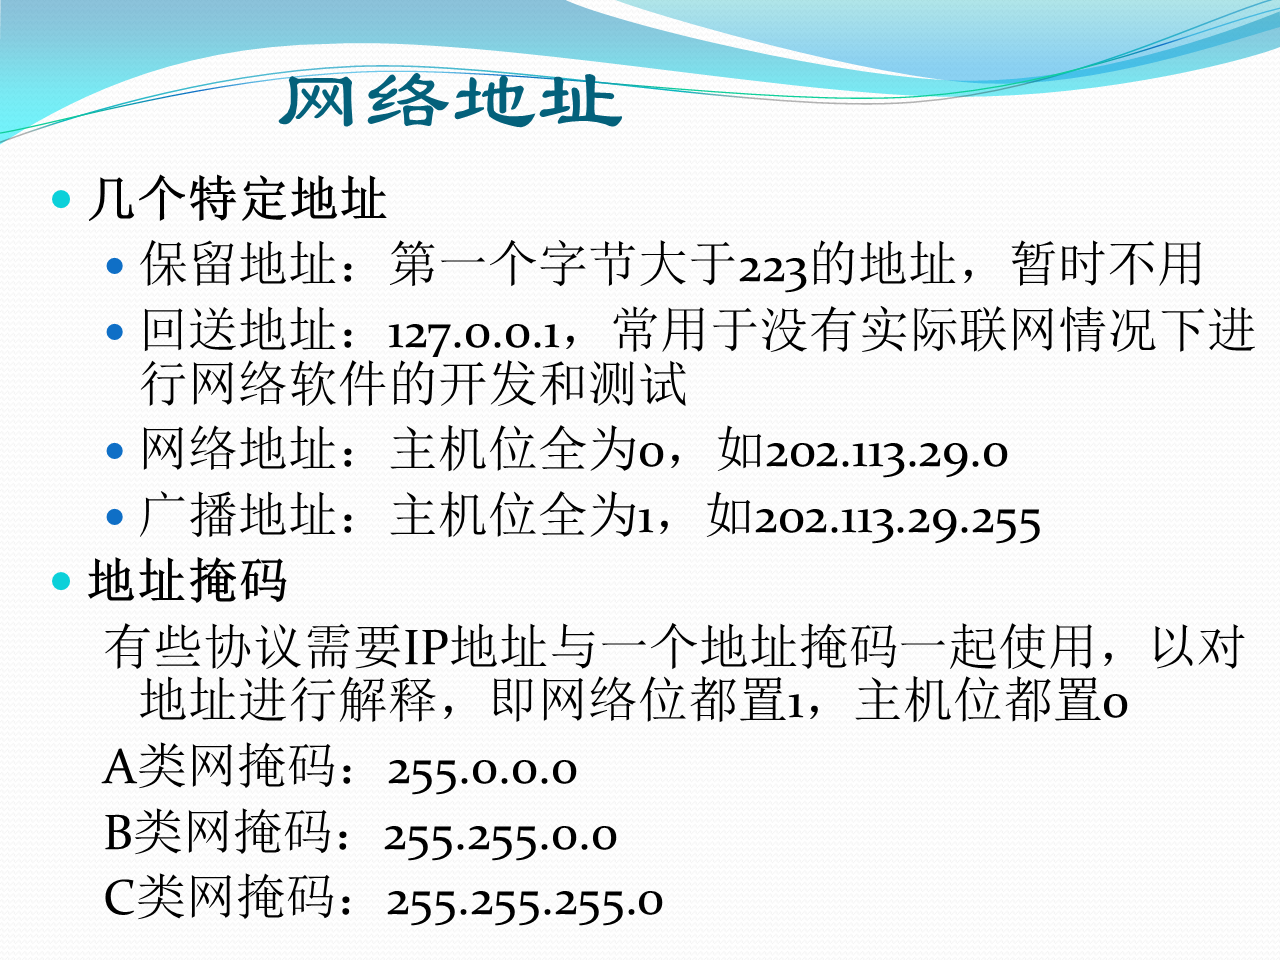 网络地址
几个特定地址
保留地址：第一个字节大于223的地址，暂时不用
回送地址：127.0.0.1，常用于没有实际联网情况下进
行网络软件的开发和测试
网络地址：主机位全为0，如202.113.29.0
广播地址：主机位全为1，如202.113.29.255
地址掩码
有些协议需要IP地址与一个地址掩码一起使用，以对
地址进行解释，即网络位都置1，主机位都置0
A类网掩码：255.0.0.0
B类网掩码：255.255.0.0
C类网掩码：255.255.255.0